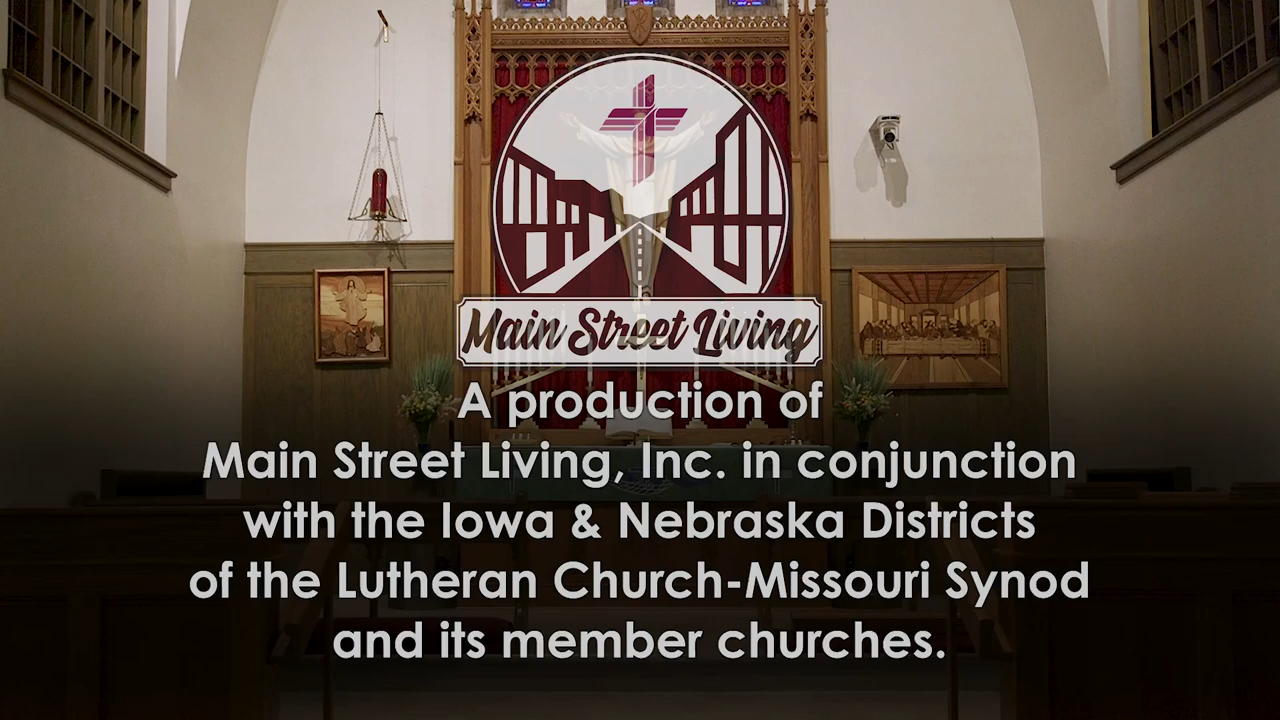 Main Street Living
A production of
Main Street Living, Inc. in conjunction
with the Iowa & Nebraska Districts
of the Lutheran Church-Missouri Synod
and its member churches.